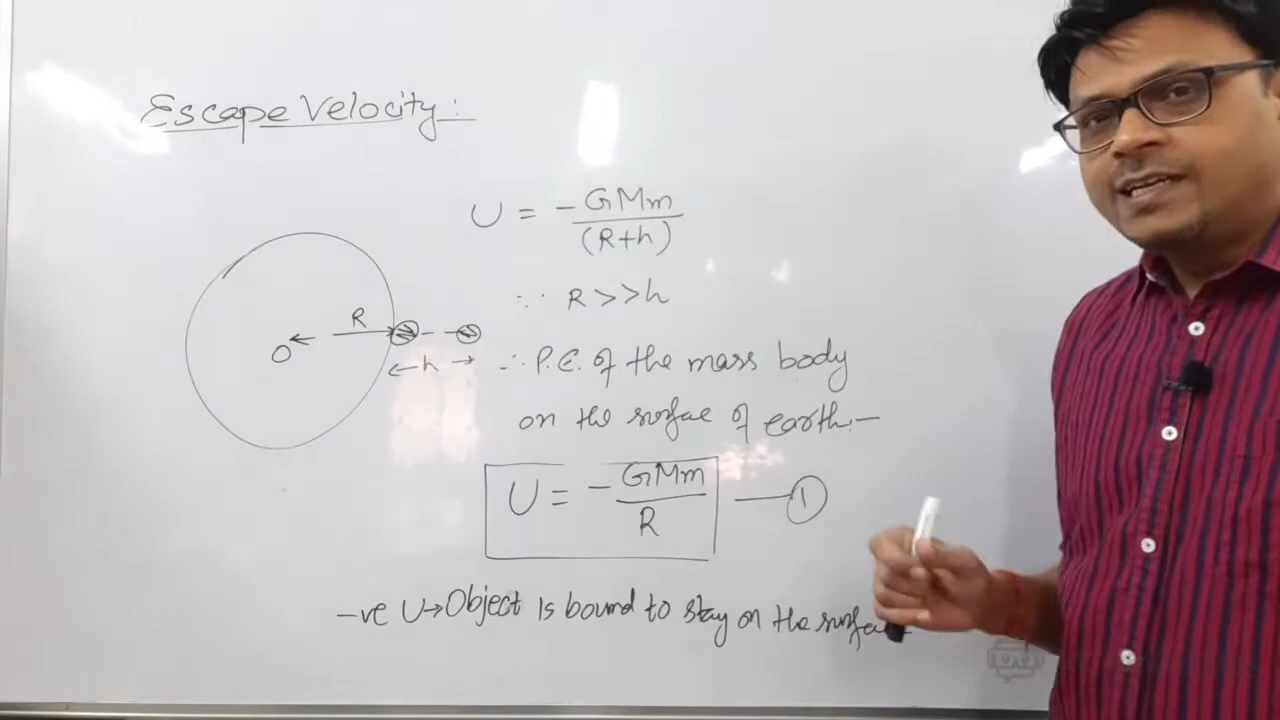 Escape Velocity:
U = -GMm/(R+h)
∵ R>>h
R
O
h
∴ P.E. of the mass body
on the surface of earth:-
U = -GMm/R — ①
-ve U→Object is bound to stay on the surface